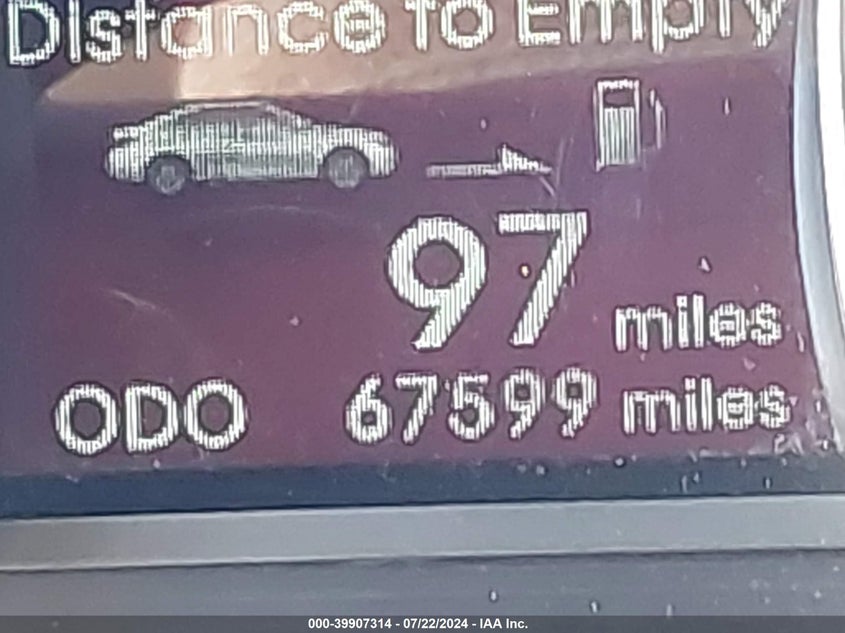 Distance to Empty
97 miles
ODO 67599 miles
000-39907314 - 07/22/2024 - IAA Inc.